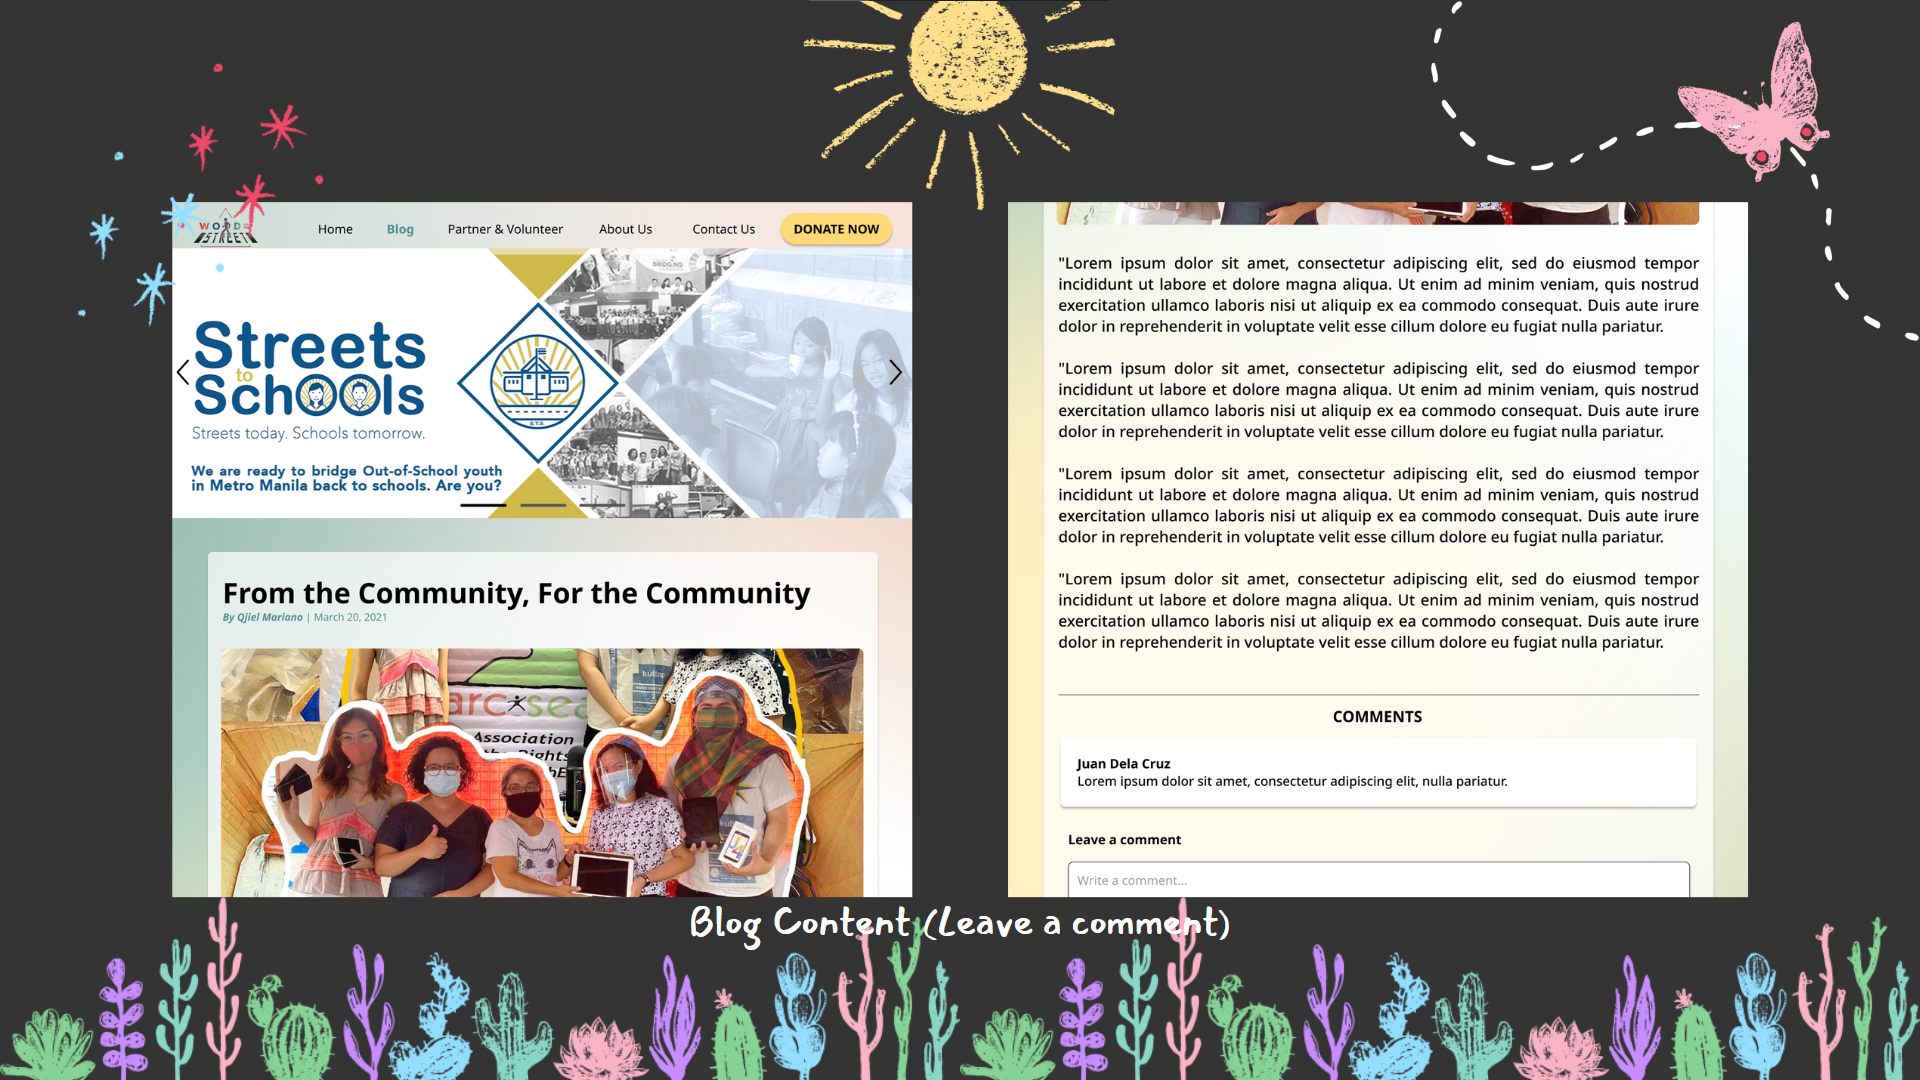 WORD
STREET
Home
Blog
Partner & Volunteer
About Us
Contact Us
DONATE NOW
BRIDGING
Streets
to
Schools
Streets today. Schools tomorrow.
We are ready to bridge Out-of-School youth
in Metro Manila back to schools. Are you?
S.T.S.
From the Community, For the Community
By Qjiel Mariano | March 20, 2021
arc sea
Association
Rights
"Lorem ipsum dolor sit amet, consectetur adipiscing elit, sed do eiusmod tempor
incididunt ut labore et dolore magna aliqua. Ut enim ad minim veniam, quis nostrud
exercitation ullamco laboris nisi ut aliquip ex ea commodo consequat. Duis aute irure
dolor in reprehenderit in voluptate velit esse cillum dolore eu fugiat nulla pariatur.
"Lorem ipsum dolor sit amet, consectetur adipiscing elit, sed do eiusmod tempor
incididunt ut labore et dolore magna aliqua. Ut enim ad minim veniam, quis nostrud
exercitation ullamco laboris nisi ut aliquip ex ea commodo consequat. Duis aute irure
dolor in reprehenderit in voluptate velit esse cillum dolore eu fugiat nulla pariatur.
"Lorem ipsum dolor sit amet, consectetur adipiscing elit, sed do eiusmod tempor
incididunt ut labore et dolore magna aliqua. Ut enim ad minim veniam, quis nostrud
exercitation ullamco laboris nisi ut aliquip ex ea commodo consequat. Duis aute irure
dolor in reprehenderit in voluptate velit esse cillum dolore eu fugiat nulla pariatur.
"Lorem ipsum dolor sit amet, consectetur adipiscing elit, sed do eiusmod tempor
incididunt ut labore et dolore magna aliqua. Ut enim ad minim veniam, quis nostrud
exercitation ullamco laboris nisi ut aliquip ex ea commodo consequat. Duis aute irure
dolor in reprehenderit in voluptate velit esse cillum dolore eu fugiat nulla pariatur.
COMMENTS
Juan Dela Cruz
Lorem ipsum dolor sit amet, consectetur adipiscing elit, nulla pariatur.
Leave a comment
Write a comment...
Blog Content (Leave a comment)